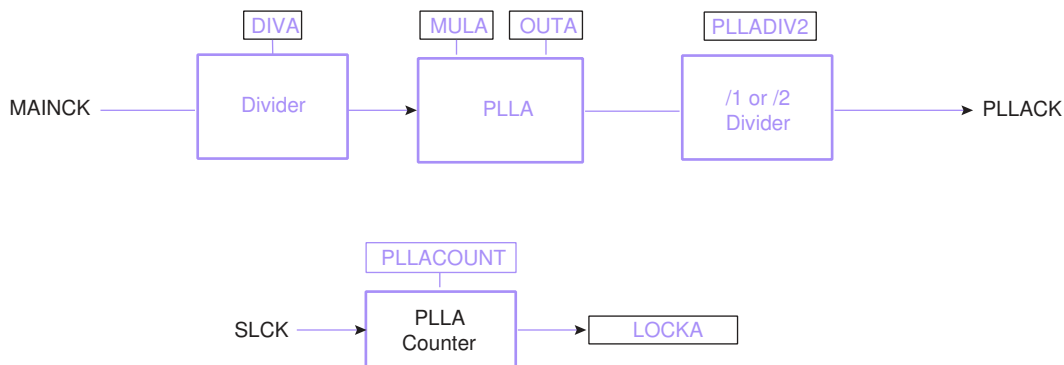 DIVA
MULA
OUTA
PLLADIV2
MAINCK
Divider
PLLA
/1 or /2
Divider
PLLACK
PLLACOUNT
SLCK
PLLA
Counter
LOCKA